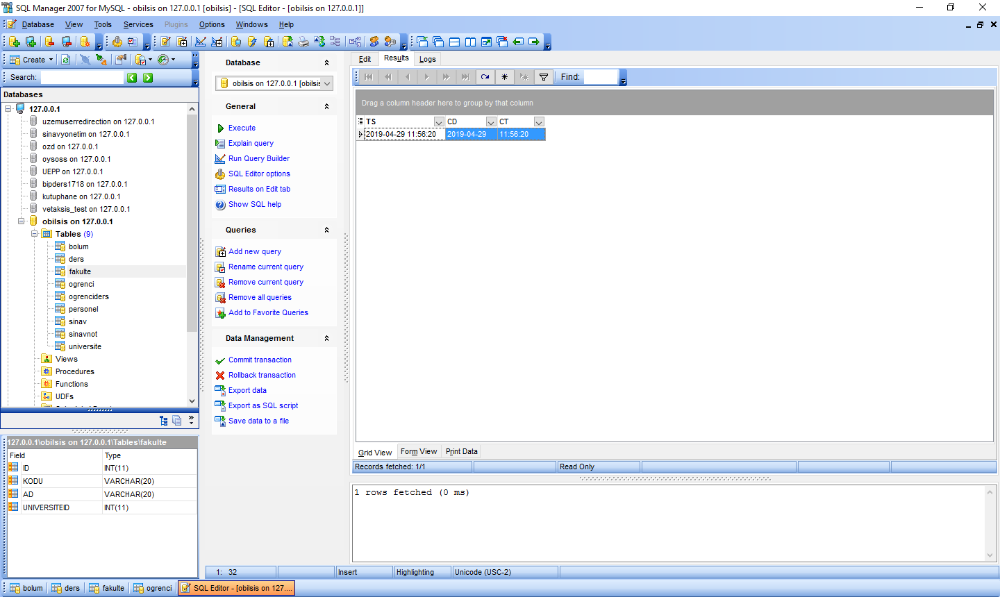 SQL Manager 2007 for MySQL - obilsis on 127.0.0.1 [obilsis] - [SQL Editor - [obilsis on 127.0.0.1]]
Database View Tools Services Plugins Options Windows Help
Create
Search:
Databases
127.0.0.1
uzemuserredirection on 127.0.0.1
sinavyonetim on 127.0.0.1
ozd on 127.0.0.1
oysoss on 127.0.0.1
UEPP on 127.0.0.1
bipders1718 on 127.0.0.1
kutuphane on 127.0.0.1
vetaksis_test on 127.0.0.1
obilsis on 127.0.0.1
Tables (9)
bolum
ders
fakulte
ogrenci
ogrenciders
personel
sinav
sinavnot
universite
Views
Procedures
Functions
UDFs
127.0.0.1\obilsis on 127.0.0.1\Tables\fakulte
Field Type
ID INT(11)
KODU VARCHAR(20)
AD VARCHAR(20)
UNIVERSITEID INT(11)
Database
obilsis on 127.0.0.1 [obilsis
General
Execute
Explain query
Run Query Builder
SQL Editor options
Results on Edit tab
Show SQL help
Queries
Add new query
Rename current query
Remove current query
Remove all queries
Add to Favorite Queries
Data Management
Commit transaction
Rollback transaction
Export data
Export as SQL script
Save data to a file
Edit Results Logs
Find:
Drag a column header here to group by that column
TS CD CT
2019-04-29 11:56:20 2019-04-29 11:56:20
Grid View Form View Print Data
Records fetched: 1/1 Read Only
1 rows fetched (0 ms)
1: 32 Insert Highlighting Unicode (USC-2)
bolum ders fakulte ogrenci SQL Editor - [obilsis on 127....